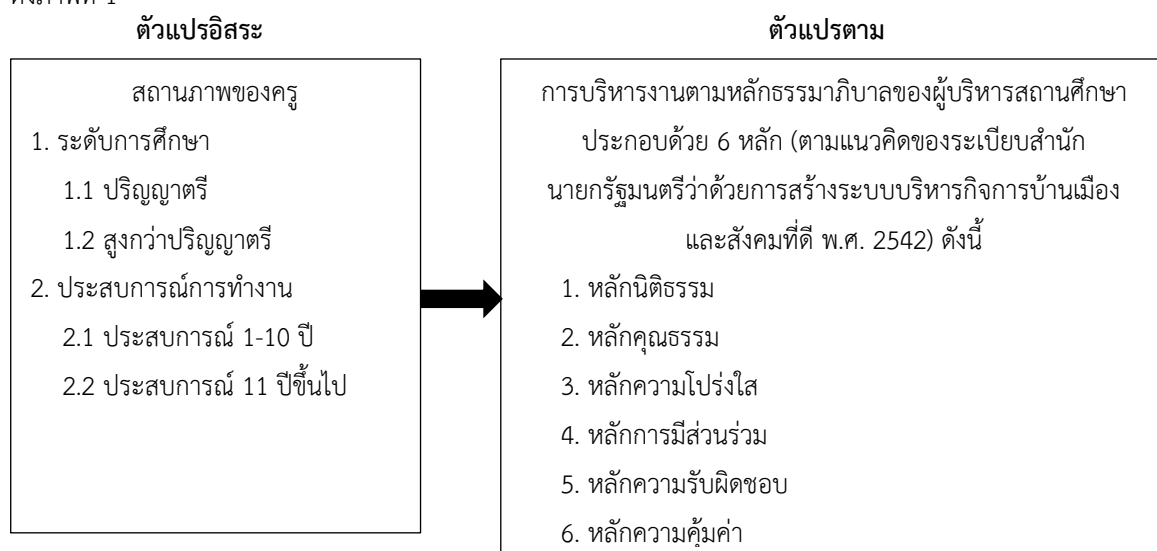 ดังภาพที่ 1
ตัวแปรอิสระ
สถานภาพของครู
1. ระดับการศึกษา
1.1 ปริญญาตรี
1.2 สูงกว่าปริญญาตรี
2. ประสบการณ์การทำงาน
2.1 ประสบการณ์ 1-10 ปี
2.2 ประสบการณ์ 11 ปีขึ้นไป
ตัวแปรตาม
การบริหารงานตามหลักธรรมาภิบาลของผู้บริหารสถานศึกษา
ประกอบด้วย 6 หลัก (ตามแนวคิดของระเบียบสำนัก
นายกรัฐมนตรีว่าด้วยการสร้างระบบบริหารกิจการบ้านเมือง
และสังคมที่ดี พ.ศ. 2542) ดังนี้
1. หลักนิติธรรม
2. หลักคุณธรรม
3. หลักความโปร่งใส
4. หลักการมีส่วนร่วม
5. หลักความรับผิดชอบ
6. หลักความคุ้มค่า